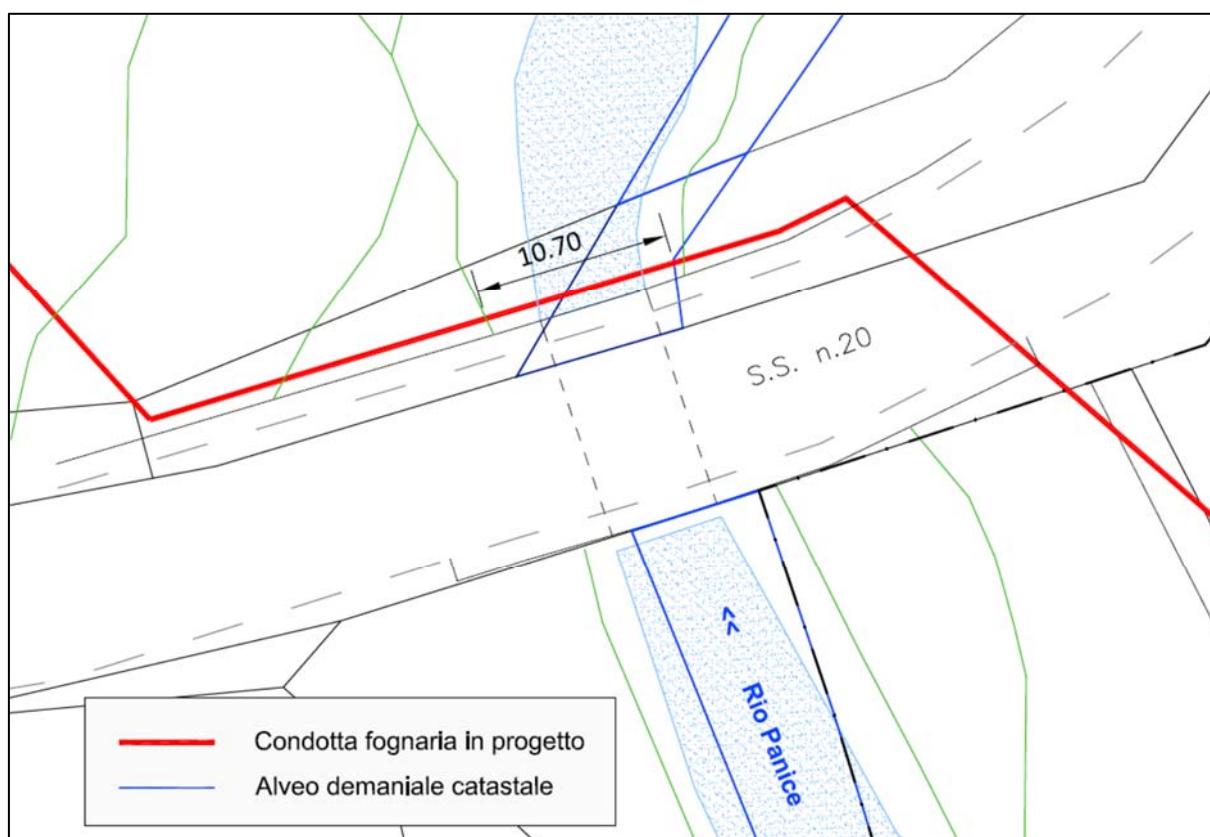 10.70
S.S. n.20
<<
Rio Panice
Condotta fognaria in progetto
Alveo demaniale catastale